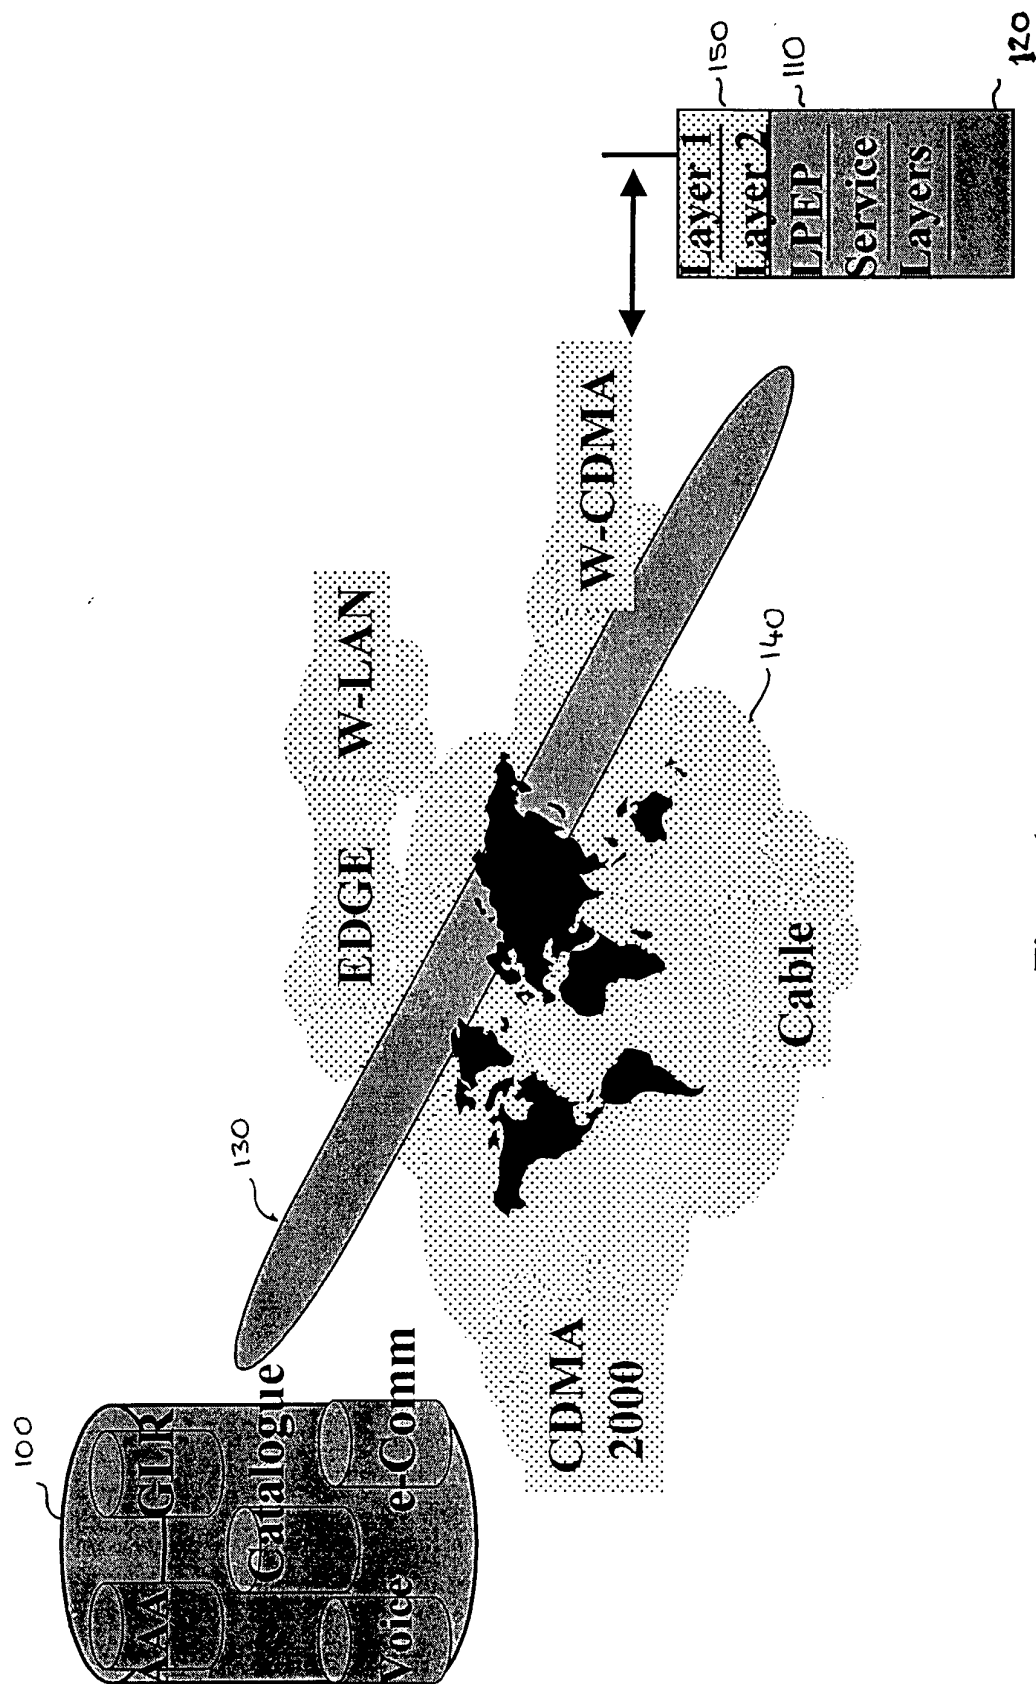 100
AAA GLR
Catalogue
Voice e-Comm
130
EDGE W-LAN
CDMA
2000
W-CDMA
Cable
140
Layer 1
150
Layer 2
LPEP
110
Service
Layers
120